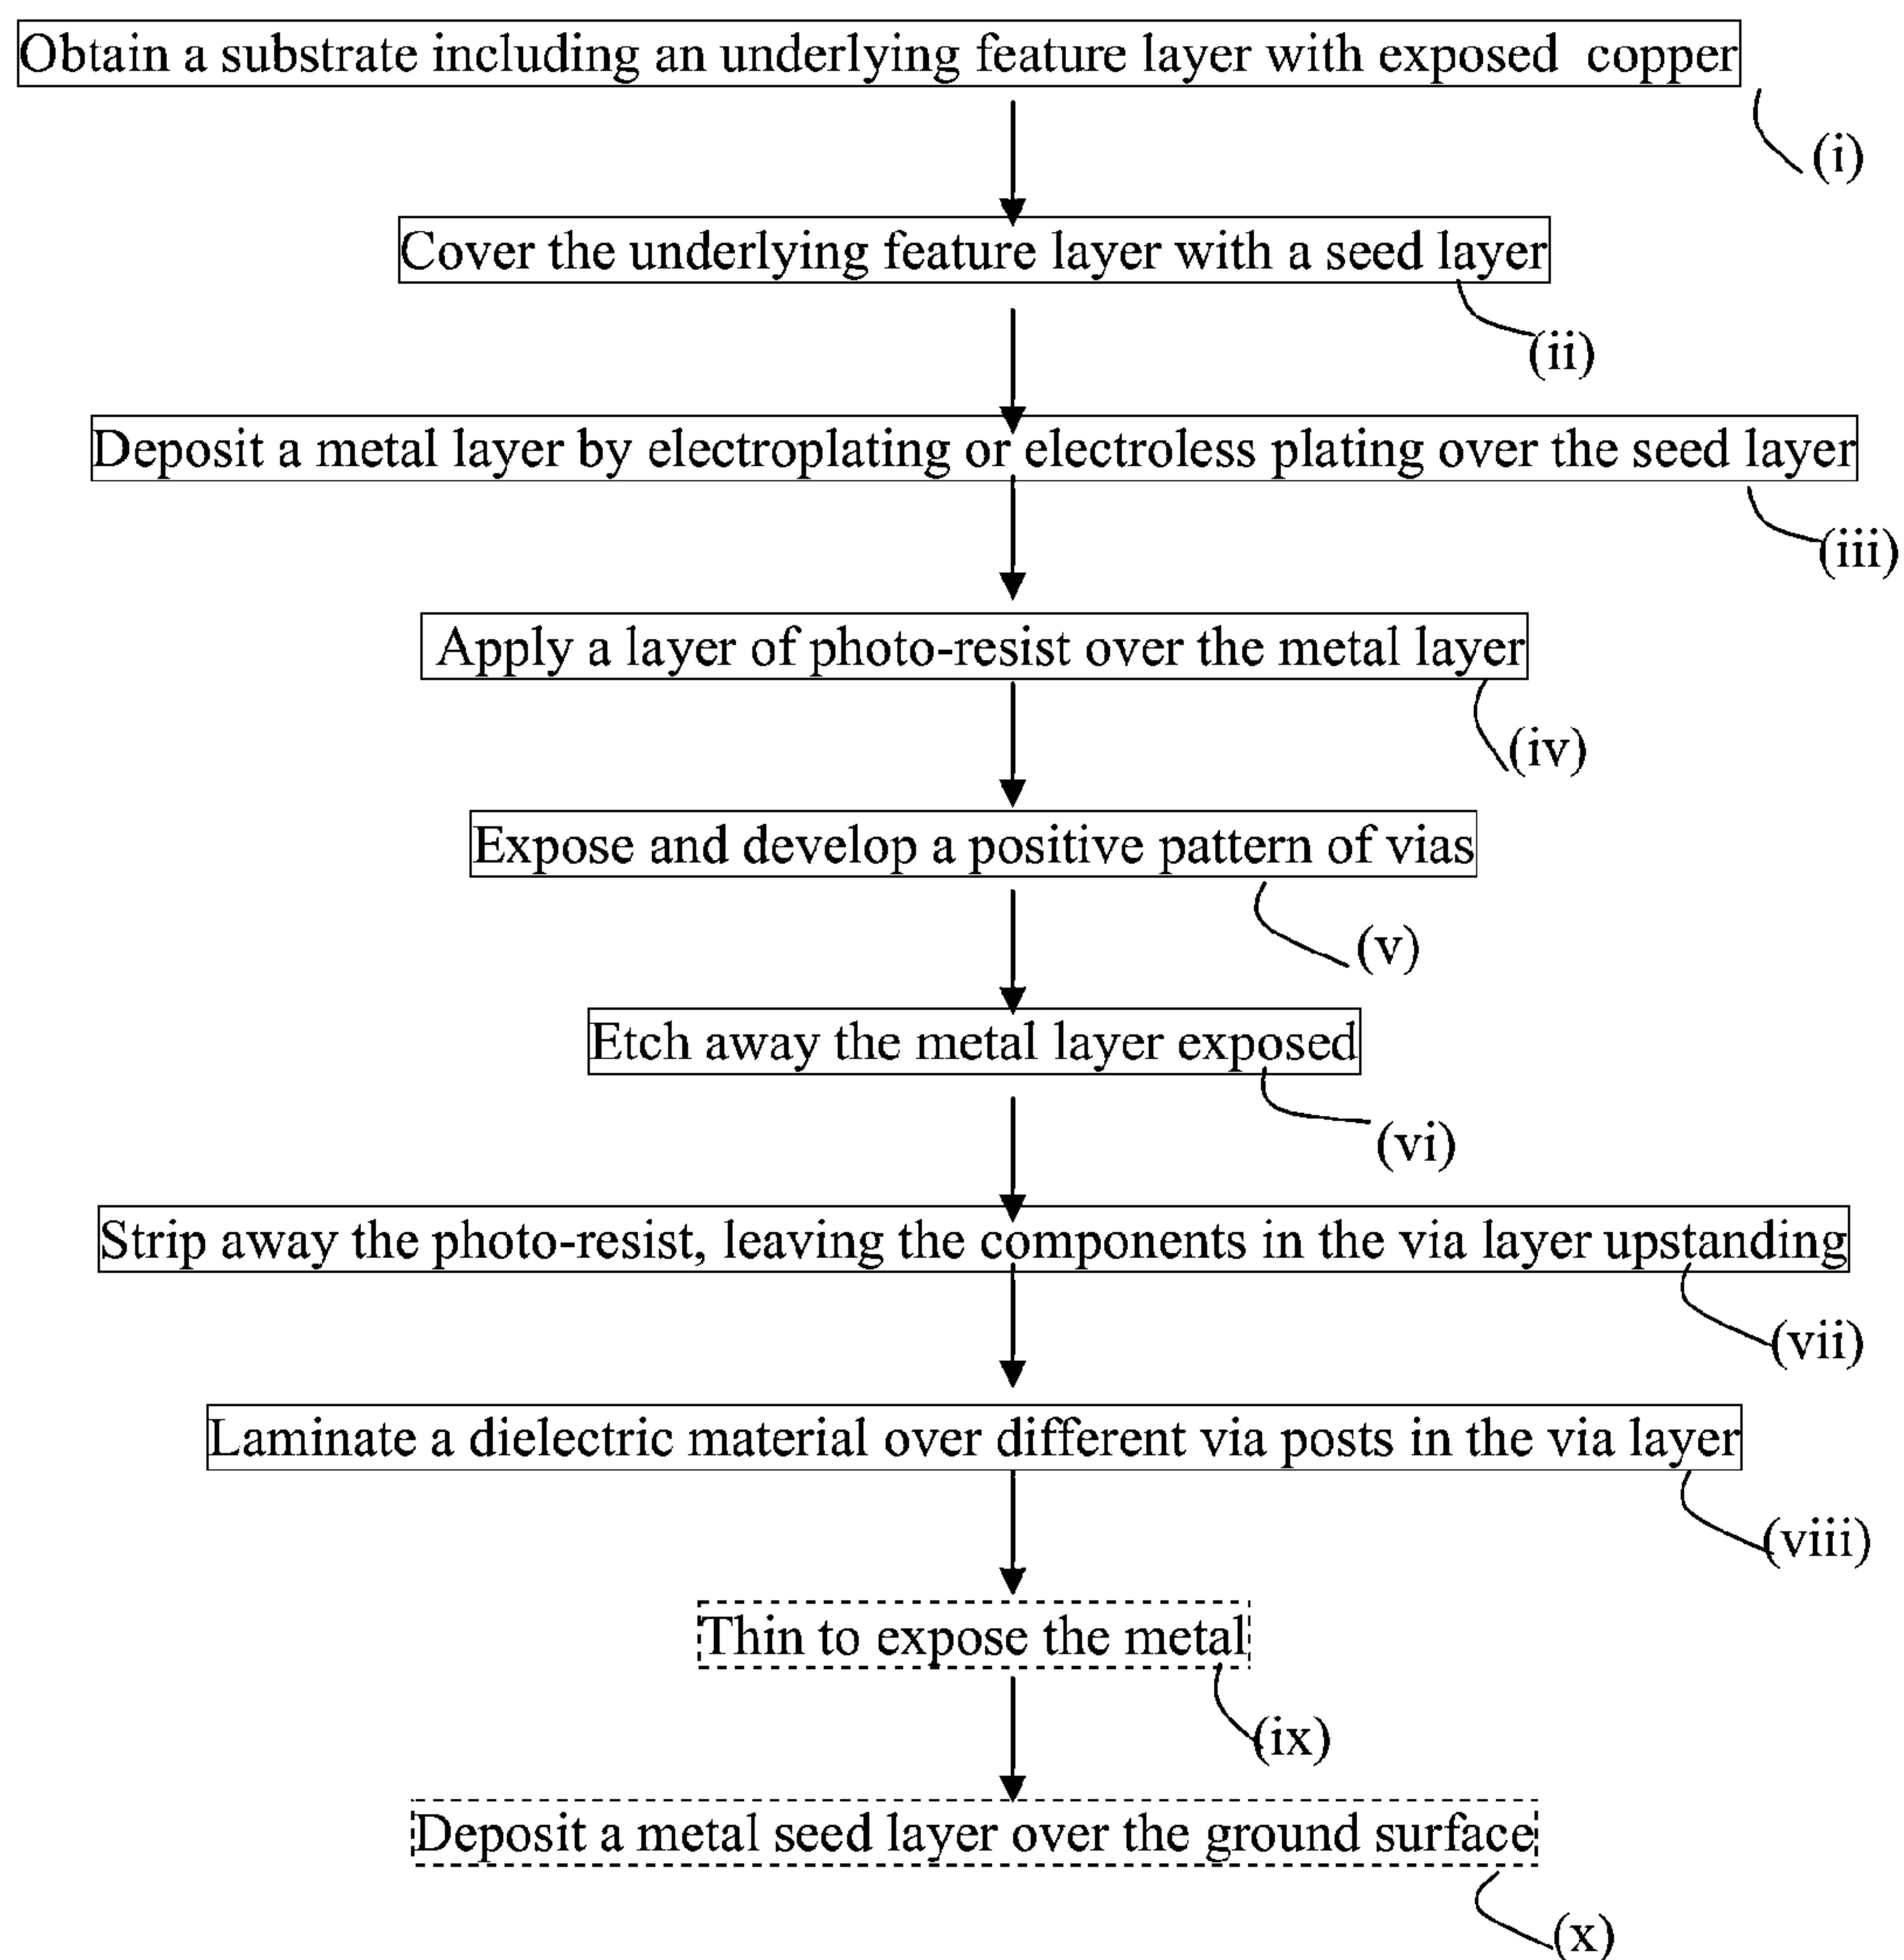 Obtain a substrate including an underlying feature layer with exposed copper
(i)
Cover the underlying feature layer with a seed layer
(ii)
Deposit a metal layer by electroplating or electroless plating over the seed layer
(iii)
Apply a layer of photo-resist over the metal layer
(iv)
Expose and develop a positive pattern of vias
(v)
Etch away the metal layer exposed
(vi)
Strip away the photo-resist, leaving the components in the via layer upstanding
(vii)
Laminate a dielectric material over different via posts in the via layer
(viii)
Thin to expose the metal
(ix)
Deposit a metal seed layer over the ground surface
(x)